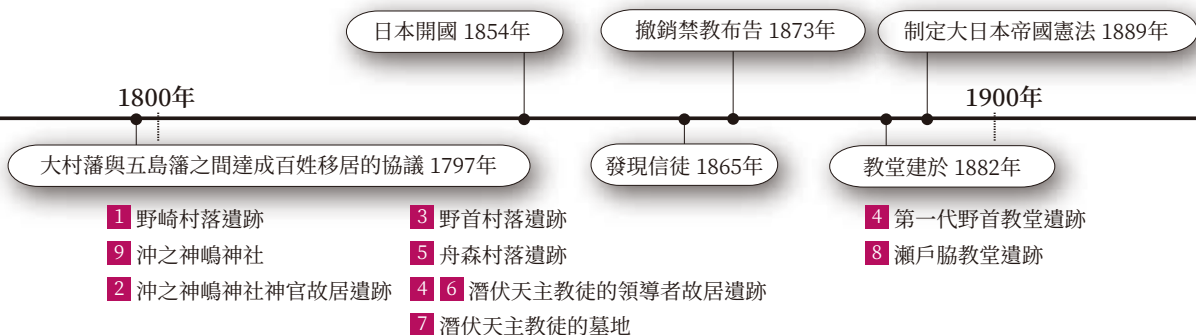 日本開國 1854年
撤銷禁教布告 1873年
制定大日本帝國憲法 1889年
1800年
1900年
大村藩與五島籓之間達成百姓移居的協議 1797年
發現信徒 1865年
教堂建於 1882年
1 野崎村落遺跡
9 沖之神嶋神社
2 沖之神嶋神社神官故居遺跡
3 野首村落遺跡
5 舟森村落遺跡
4 6 潛伏天主教徒的領導者故居遺跡
7 潛伏天主教徒的墓地
4 第一代野首教堂遺跡
8 瀨戶脇教堂遺跡